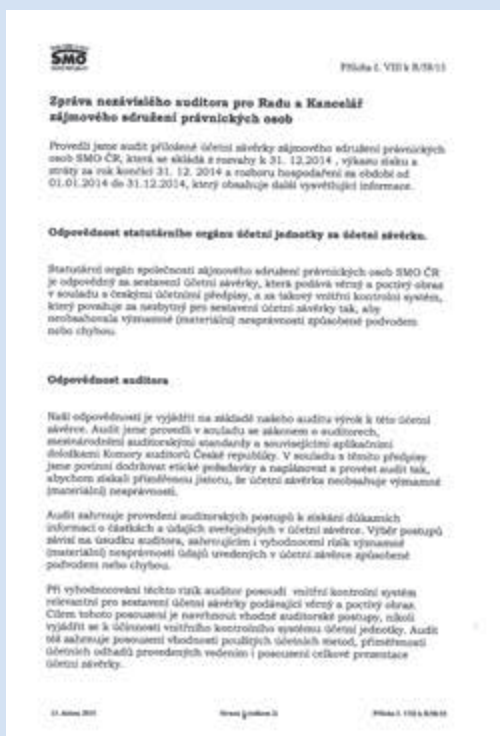 SMO
Příloha č. VIII k R/58/15
Zpráva nezávislého auditora pro Radu a Kancelář
zájmového sdružení právnických osob
Provedli jsme audit přiložené účetní závěrky zájmového sdružení právnických
osob SMO ČR, která se skládá z rozvahy k 31. 12.2014 , výkazu zisku a
ztráty za rok končící 31. 12. 2014 a rozboru hospodaření za období od
01.01.2014 do 31.12.2014, který obsahuje další vysvětlující informace.
Odpovědnost statutárního orgánu účetní jednotky za účetní závěrku.
Statutární orgán společnosti zájmového sdružení právnických osob SMO ČR
je odpovědný za sestavení účetní závěrky, která podává věrný a poctivý obraz
v souladu s českými účetními předpisy, a za takový vnitřní kontrolní systém,
který považuje za nezbytný pro sestavení účetní závěrky tak, aby
neobsahovala významné (materiální) nesprávnosti způsobené podvodem
nebo chybou.
Odpovědnost auditora
Naší odpovědností je vyjádřit na základě našeho auditu výrok k této účetní
závěrce. Audit jsme provedli v souladu se zákonem o auditorech,
mezinárodními auditorskými standardy a souvisejícími aplikačními
doložkami Komory auditorů České republiky. V souladu s těmito předpisy
jsme povinni dodržovat etické požadavky a naplánovat a provést audit tak,
abychom získali přiměřenou jistotu, že účetní závěrka neobsahuje významné
(materiální) nesprávnosti.
Audit zahrnuje provedení auditorských postupů k získání důkazních
informací o částkách a údajích zveřejněných v účetní závěrce. Výběr postupů
závisí na úsudku auditora, zahrnujícím i vyhodnocení rizik významné
(materiální) nesprávnosti údajů uvedených v účetní závěrce způsobené
podvodem nebo chybou.
Při vyhodnocování těchto rizik auditor posoudí vnitřní kontrolní systém
relevantní pro sestavení účetní závěrky podávající věrný a poctivý obraz.
Cílem tohoto posouzení je navrhnout vhodné auditorské postupy, nikoli
vyjádřit se k účinnosti vnitřního kontrolního systému účetní jednotky. Audit
též zahrnuje posouzení vhodnosti použitých účetních metod, přiměřenosti
účetních odhadů provedených vedením i posouzení celkové prezentace
účetní závěrky.
Příloha č. VIII k R/58/15